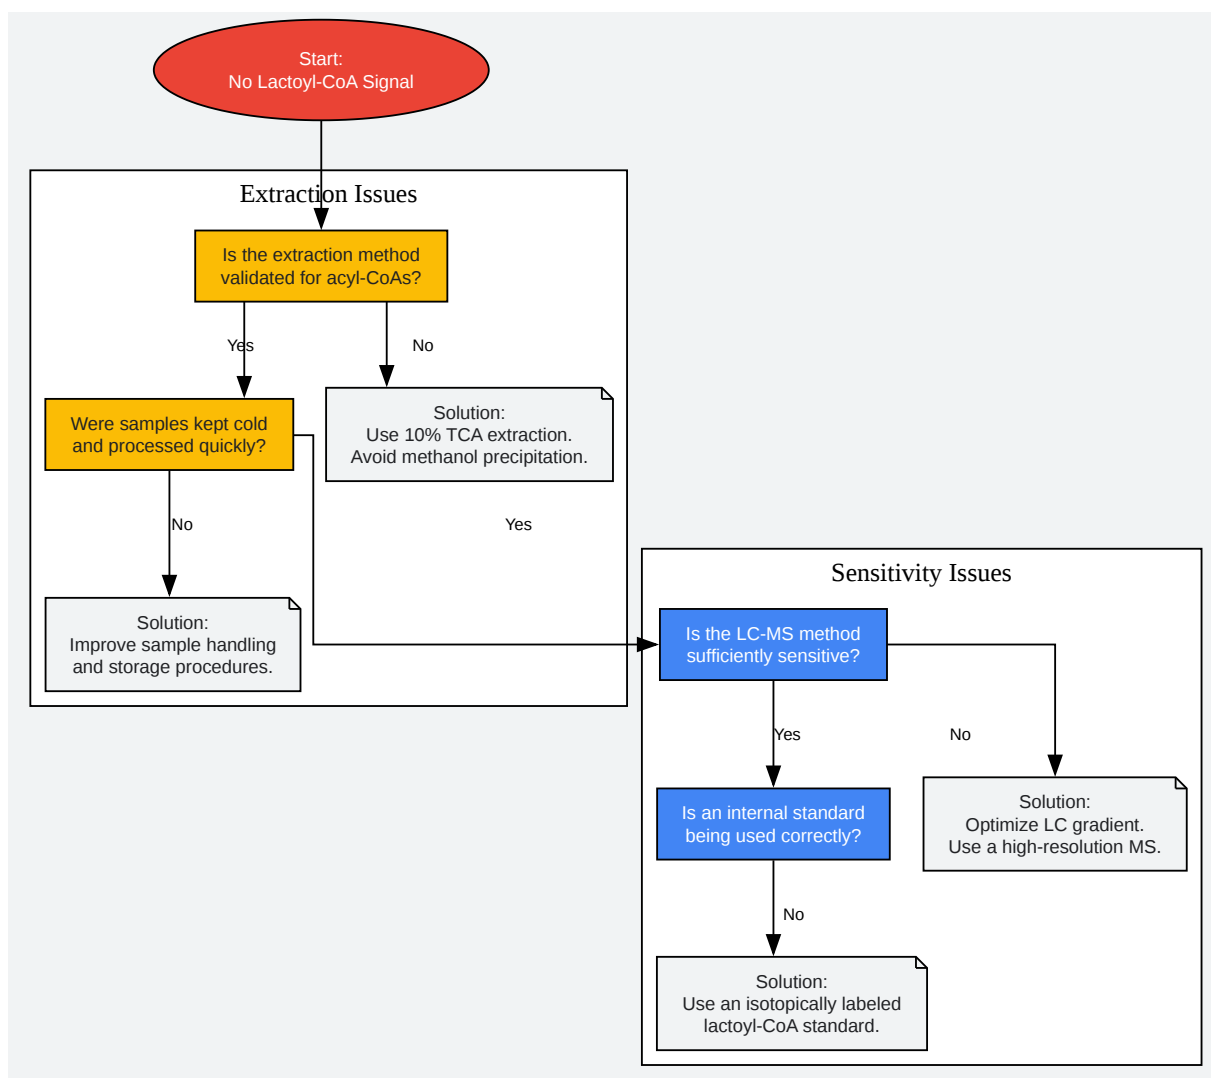 Start:
No Lactoyl-CoA Signal
Extraction Issues
Is the extraction method
validated for acyl-CoAs?
Yes
No
Were samples kept cold
and processed quickly?
Solution:
Use 10% TCA extraction.
Avoid methanol precipitation.
No
Yes
Solution:
Improve sample handling
and storage procedures.
Sensitivity Issues
Is the LC-MS method
sufficiently sensitive?
Yes
No
Is an internal standard
being used correctly?
Solution:
Optimize LC gradient.
Use a high-resolution MS.
No
Solution:
Use an isotopically labeled
lactoyl-CoA standard.